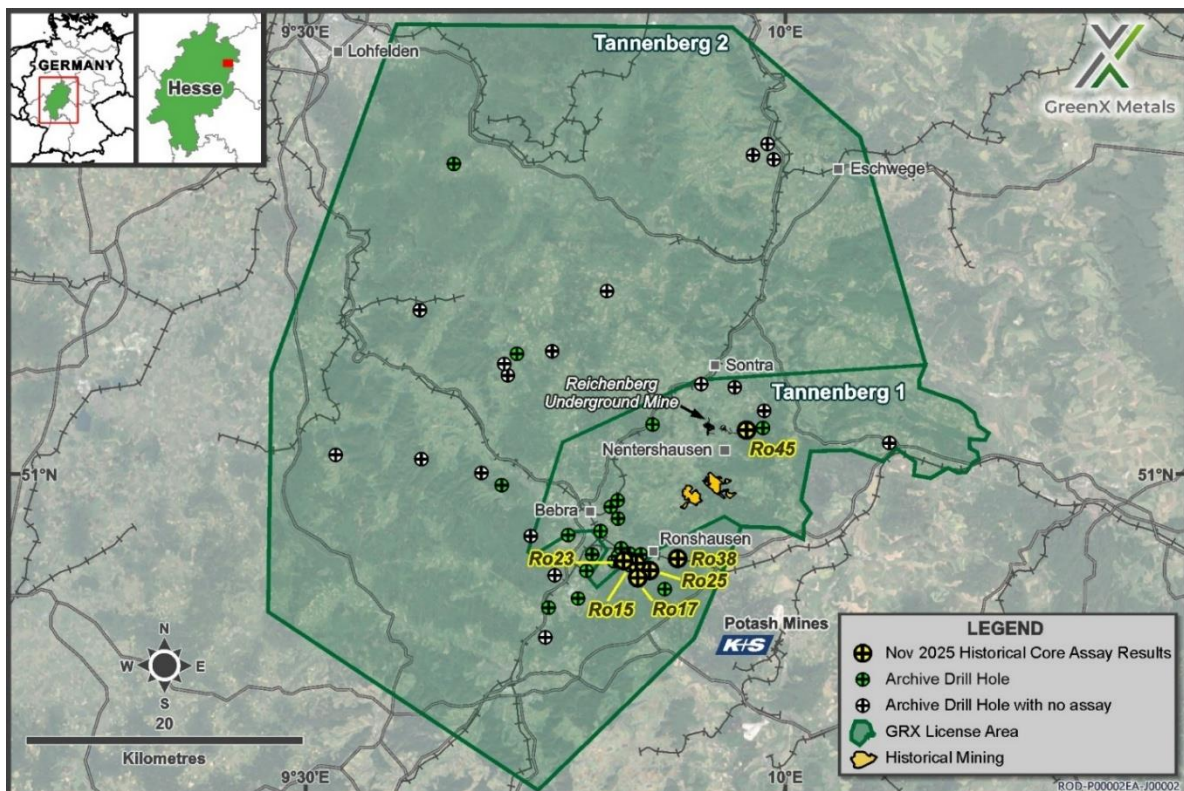 GERMANY
Hesse
9°30'E
10°E
Lohfelden
Tannenberg 2
GreenX Metals
Eschwege
Sontra
Reichenberg
Underground Mine
Tannenberg 1
Nentershausen
Ro45
51°N
51°N
Bebra
Ronshausen
Ro23
Ro38
Ro25
Ro15
Ro17
Potash Mines
K+S
N
W
E
S
20
Kilometres
9°30'E
10°E
LEGEND
Nov 2025 Historical Core Assay Results
Archive Drill Hole
Archive Drill Hole with no assay
GRX License Area
Historical Mining
ROD-P00002EA-J00002